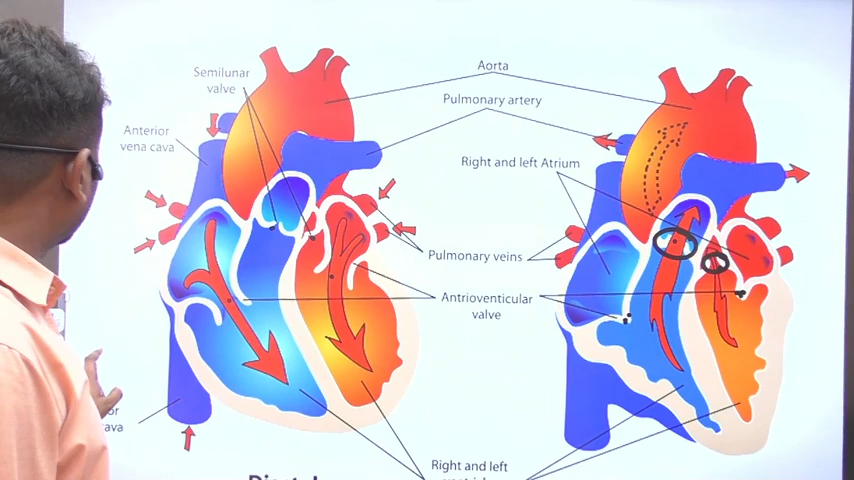 Semilunar
valve
Aorta
Pulmonary artery
Anterior
vena cava
Right and left Atrium
Pulmonary veins
Antrioventicular
valve
Right and left